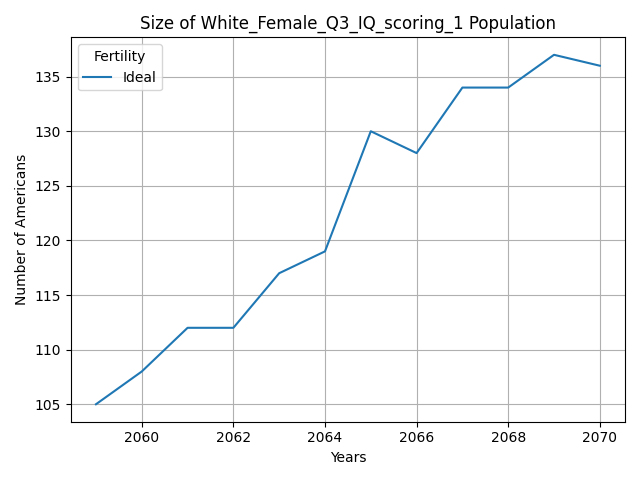 Size of White_Female_Q3_IQ_scoring_1 Population
Fertility
Ideal
Number of Americans
135
130
125
120
115
110
105
2060 2062 2064 2066 2068 2070
Years